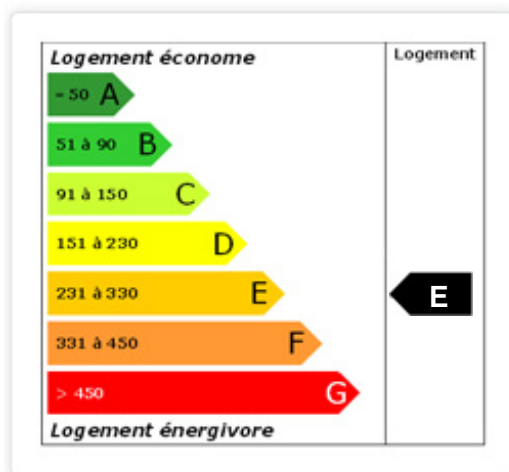 Logement économe
Logement
- 50 A
51 à 90 B
91 à 150 C
151 à 230 D
231 à 330 E
E
331 à 450 F
> 450 G
Logement énergivore